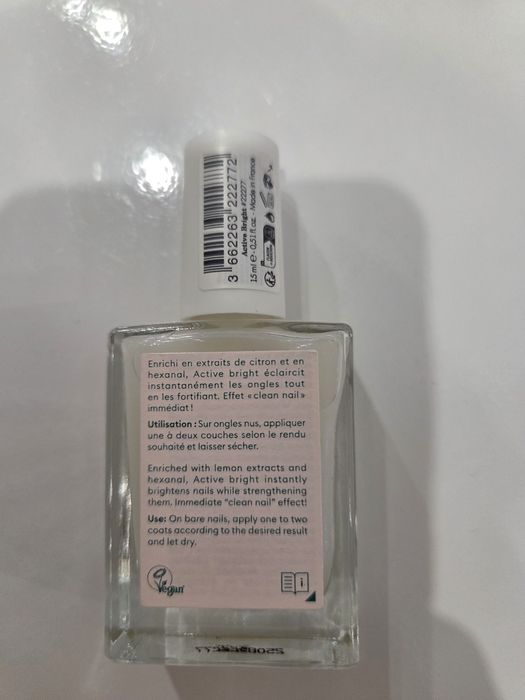 3 662263 222772
Active Bright #22277
15 ml e - 0.51 fl.oz. - Made in France
Enrichi en extraits de citron et en
hexanal, Active bright éclaircit
instantanément les ongles tout
en les fortifiant. Effet « clean nail »
immédiat !
Utilisation : Sur ongles nus, appliquer
une à deux couches selon le rendu
souhaité et laisser sécher.
Enriched with lemon extracts and
hexanal, Active bright instantly
brightens nails while strengthening
them. Immediate "clean nail" effect!
Use: On bare nails, apply one to two
coats according to the desired result
and let dry.
Vegan
i